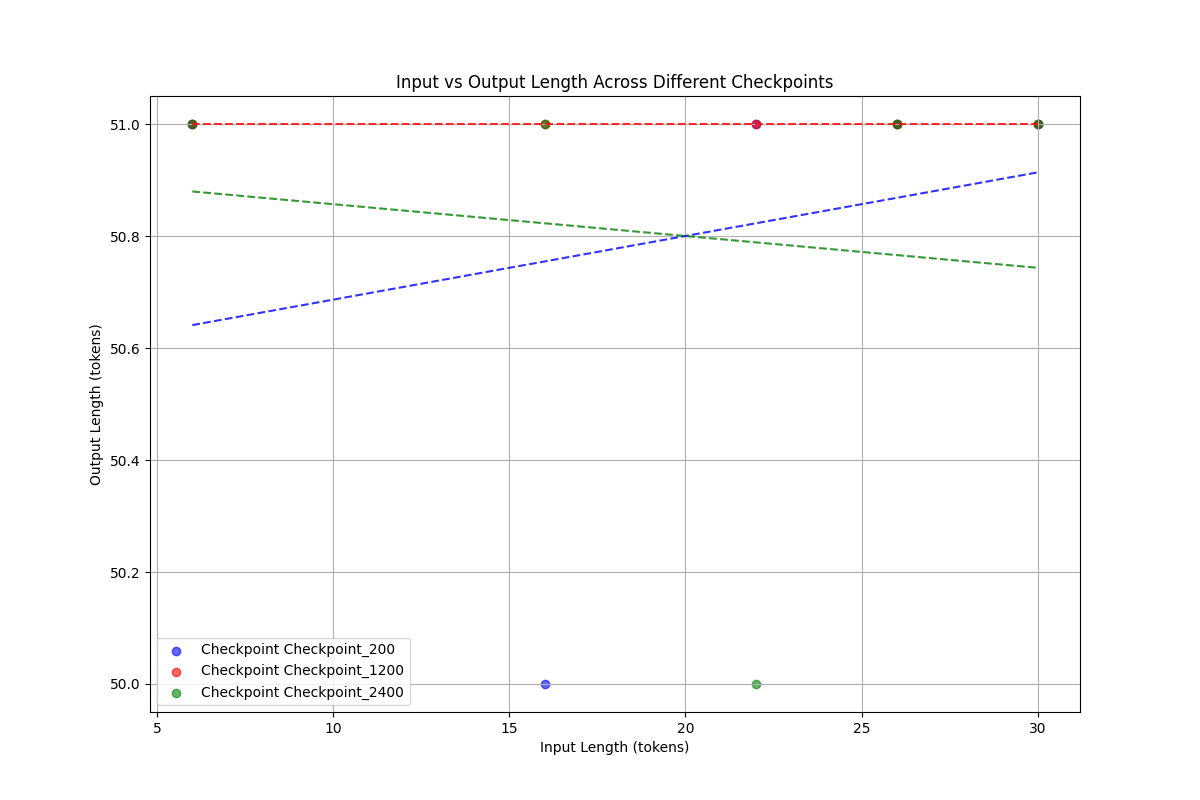 Input vs Output Length Across Different Checkpoints
Output Length (tokens)
51.0
50.8
50.6
50.4
50.2
50.0
Checkpoint Checkpoint_200
Checkpoint Checkpoint_1200
Checkpoint Checkpoint_2400
5 10 15 20 25 30
Input Length (tokens)